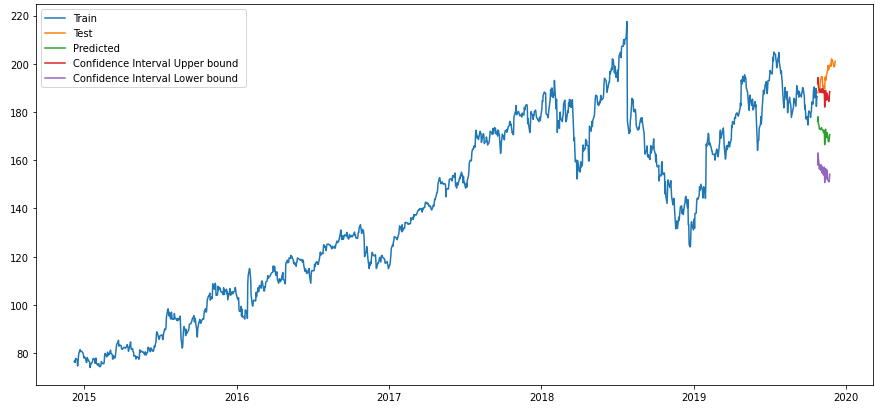 Train
Test
Predicted
Confidence Interval Upper bound
Confidence Interval Lower bound
220
200
180
160
140
120
100
80
2015 2016 2017 2018 2019 2020